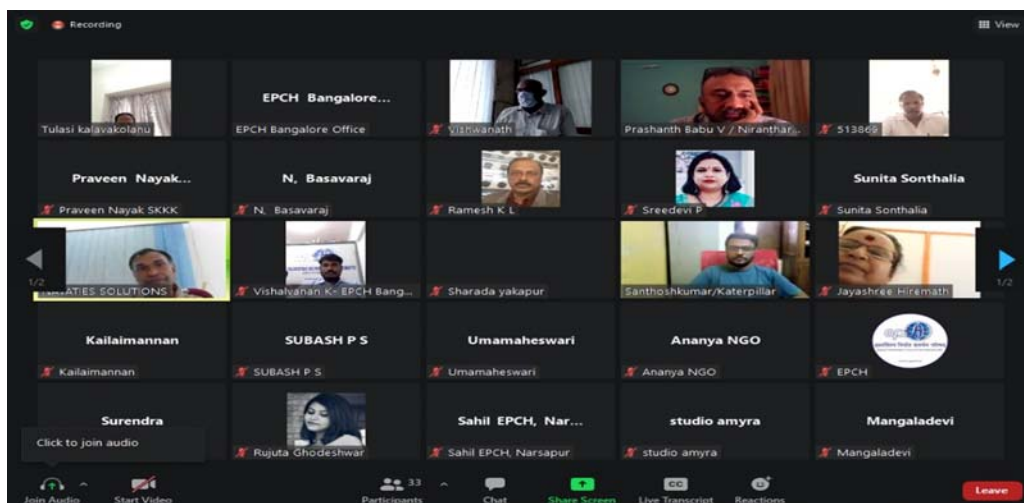 Recording
View
Tulasi kalavakolanu
EPCH Bangalore...
EPCH Bangalore Office
Vishwanath
Prashanth Babu V / Niranthar...
513869
Praveen Nayak...
Praveen Nayak SKKK
N, Basavaraj
N, Basavaraj
Ramesh K L
Sreedevi P
Sunita Sonthalia
Sunita Sonthalia
1/2
NAVATIES SOLUTIONS
Vishalvanan K- EPCH Bang...
Sharada yakapur
Santhoshkumar/Katerpillar
Jayashree Hiremath
1/2
Kailaimannan
Kailaimannan
SUBASH P S
SUBASH P S
Umamaheswari
Umamaheswari
Ananya NGO
Ananya NGO
EPCH
Surendra
Rujuta Ghodeshwar
Sahil EPCH, Nar...
Sahil EPCH, Narsapur
studio amyra
studio amyra
Mangaladevi
Mangaladevi
Click to join audio
Join Audio
Start Video
33
Participants
Chat
Share Screen
CC
Live Transcript
Reactions
Leave